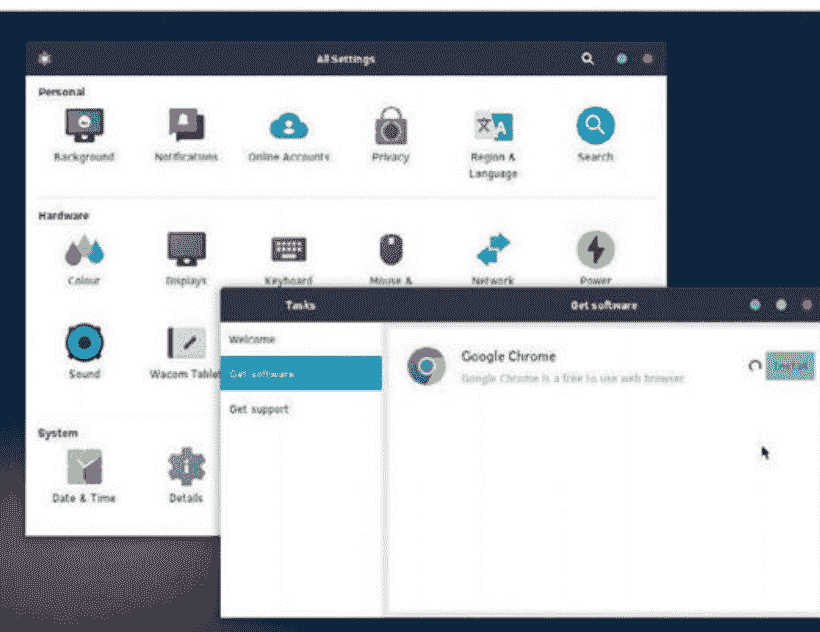 All Settings
Personal
Background
Notifications
Online Accounts
Privacy
Region &
Language
Search
Hardware
Colour
Displays
Keyboard
Mouse &
Network
Power
Sound
Wacom Tablet
System
Date & Time
Details
Tasks
Get software
Welcome
Get software
Get support
Google Chrome
Google Chrome is a free to use web browser
Install